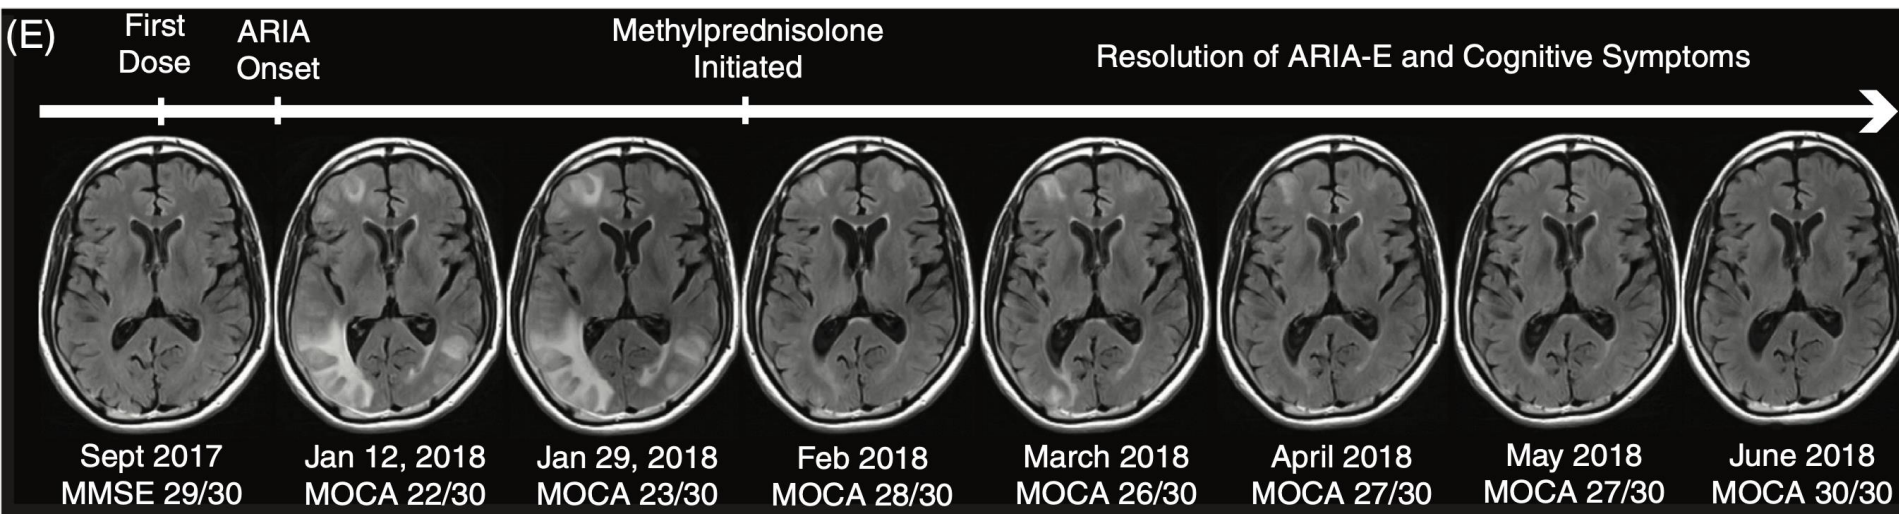 (E)
First
Dose
ARIA
Onset
Methylprednisolone
Initiated
Resolution of ARIA-E and Cognitive Symptoms
Sept 2017
MMSE 29/30
Jan 12, 2018
MOCA 22/30
Jan 29, 2018
MOCA 23/30
Feb 2018
MOCA 28/30
March 2018
MOCA 26/30
April 2018
MOCA 27/30
May 2018
MOCA 27/30
June 2018
MOCA 30/30